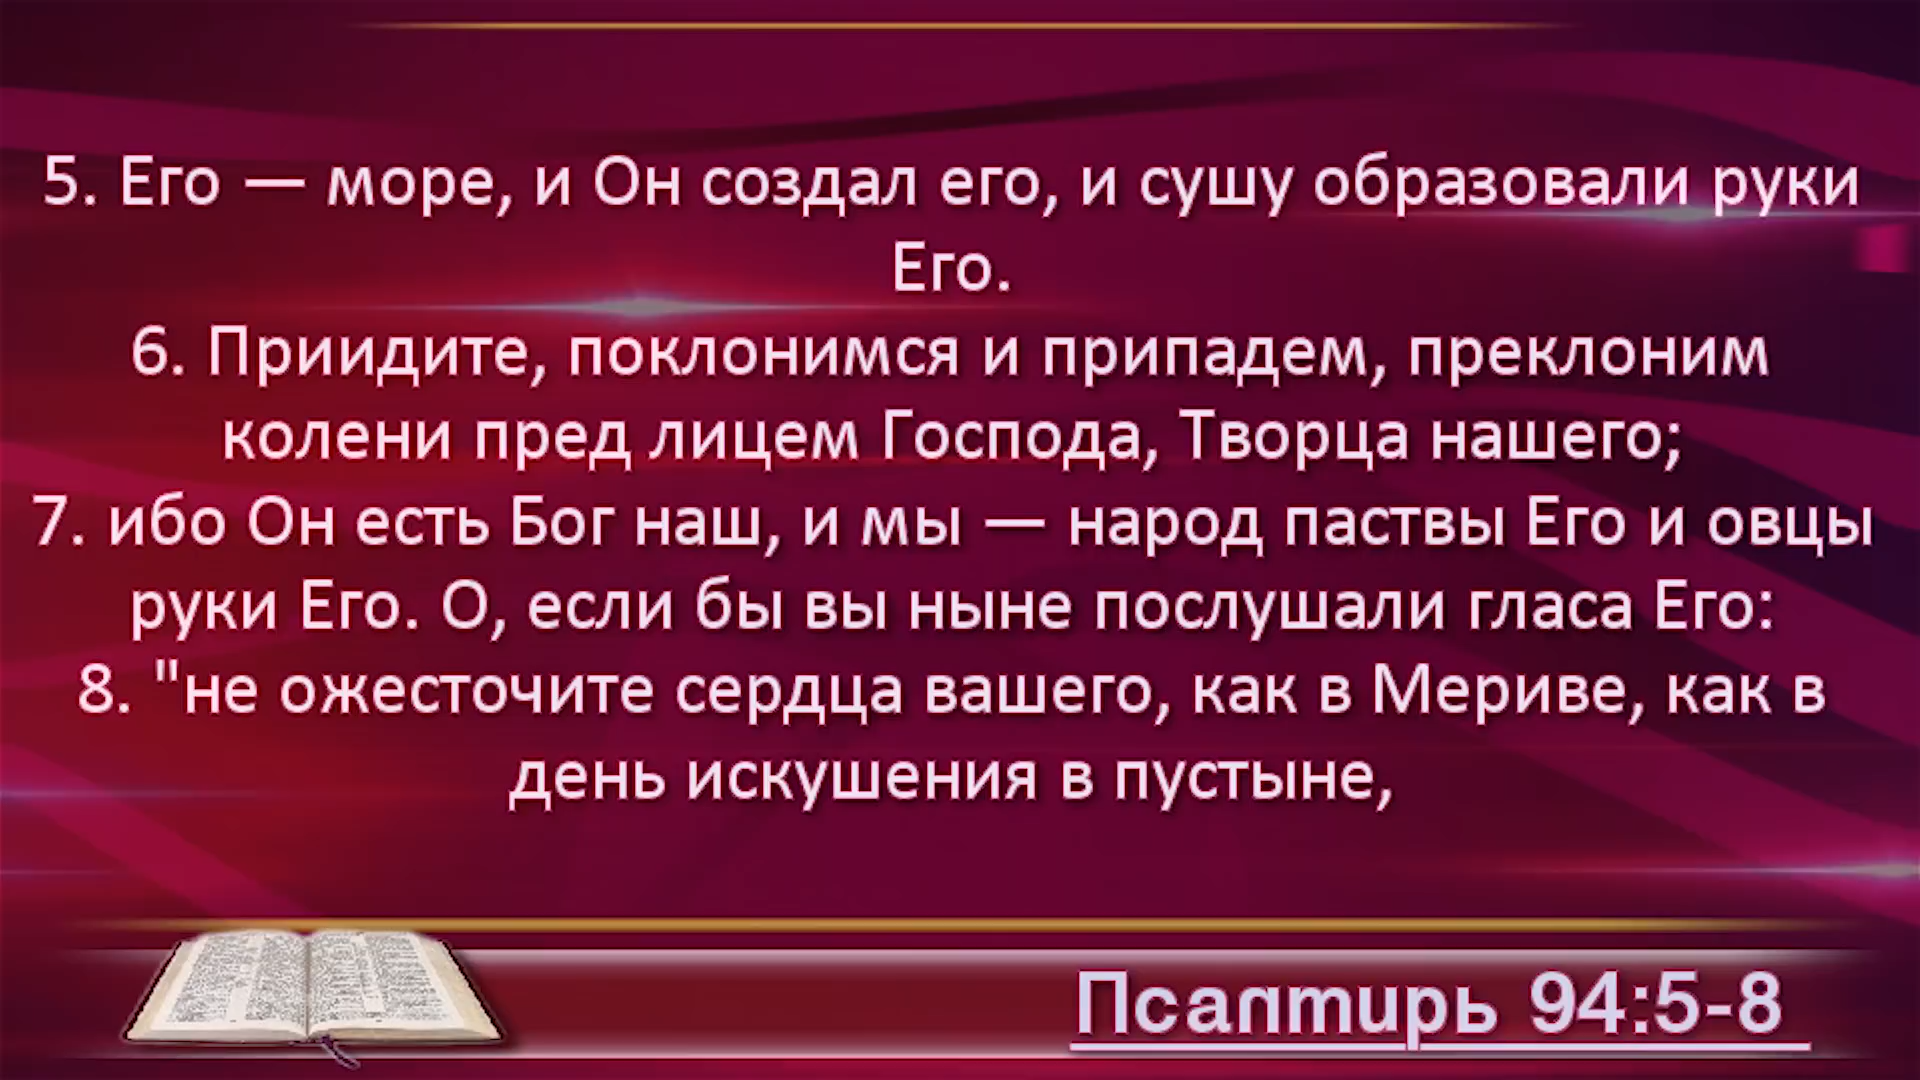 5. Его — море, и Он создал его, и сушу образовали руки
Его.
6. Приидите, поклонимся и припадем, преклоним
колени пред лицем Господа, Творца нашего;
7. ибо Он есть Бог наш, и мы — народ паствы Его и овцы
руки Его. О, если бы вы ныне послушали гласа Его:
8. "не ожесточите сердца вашего, как в Мериве, как в
день искушения в пустыне,
Псалтирь 94:5-8